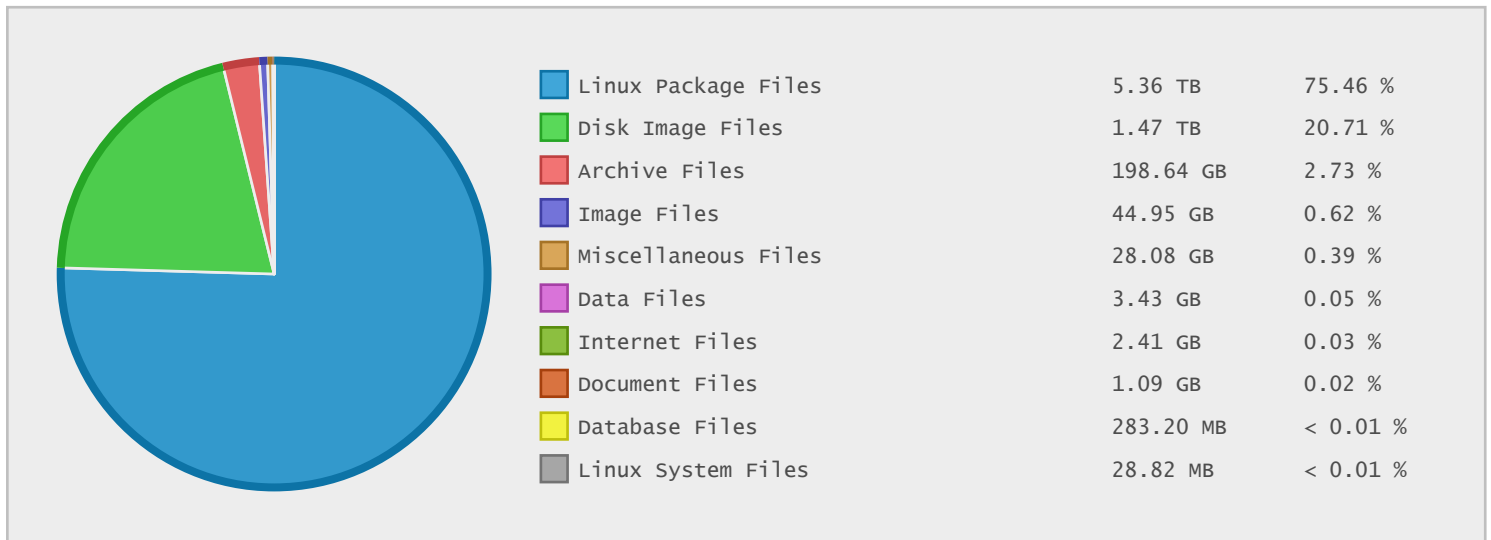 Linux Package Files 5.36 TB 75.46 %
Disk Image Files 1.47 TB 20.71 %
Archive Files 198.64 GB 2.73 %
Image Files 44.95 GB 0.62 %
Miscellaneous Files 28.08 GB 0.39 %
Data Files 3.43 GB 0.05 %
Internet Files 2.41 GB 0.03 %
Document Files 1.09 GB 0.02 %
Database Files 283.20 MB < 0.01 %
Linux System Files 28.82 MB < 0.01 %